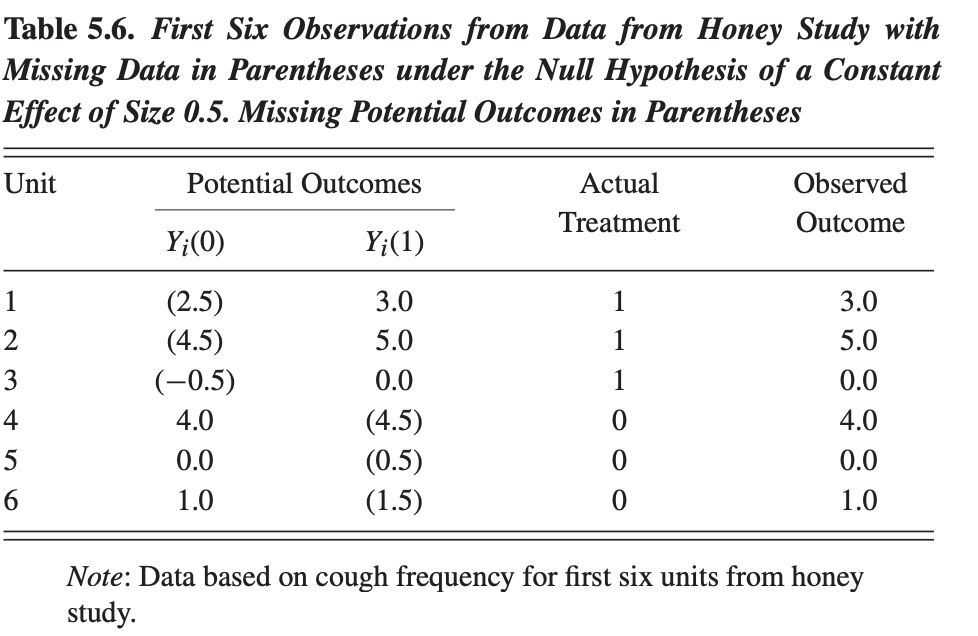 Table 5.6. First Six Observations from Data from Honey Study with
Missing Data in Parentheses under the Null Hypothesis of a Constant
Effect of Size 0.5. Missing Potential Outcomes in Parentheses
Unit Potential Outcomes Actual Observed
Treatment Outcome
Yᵢ(0) Yᵢ(1)
1 (2.5) 3.0 1 3.0
2 (4.5) 5.0 1 5.0
3 (−0.5) 0.0 1 0.0
4 4.0 (4.5) 0 4.0
5 0.0 (0.5) 0 0.0
6 1.0 (1.5) 0 1.0
Note: Data based on cough frequency for first six units from honey
study.